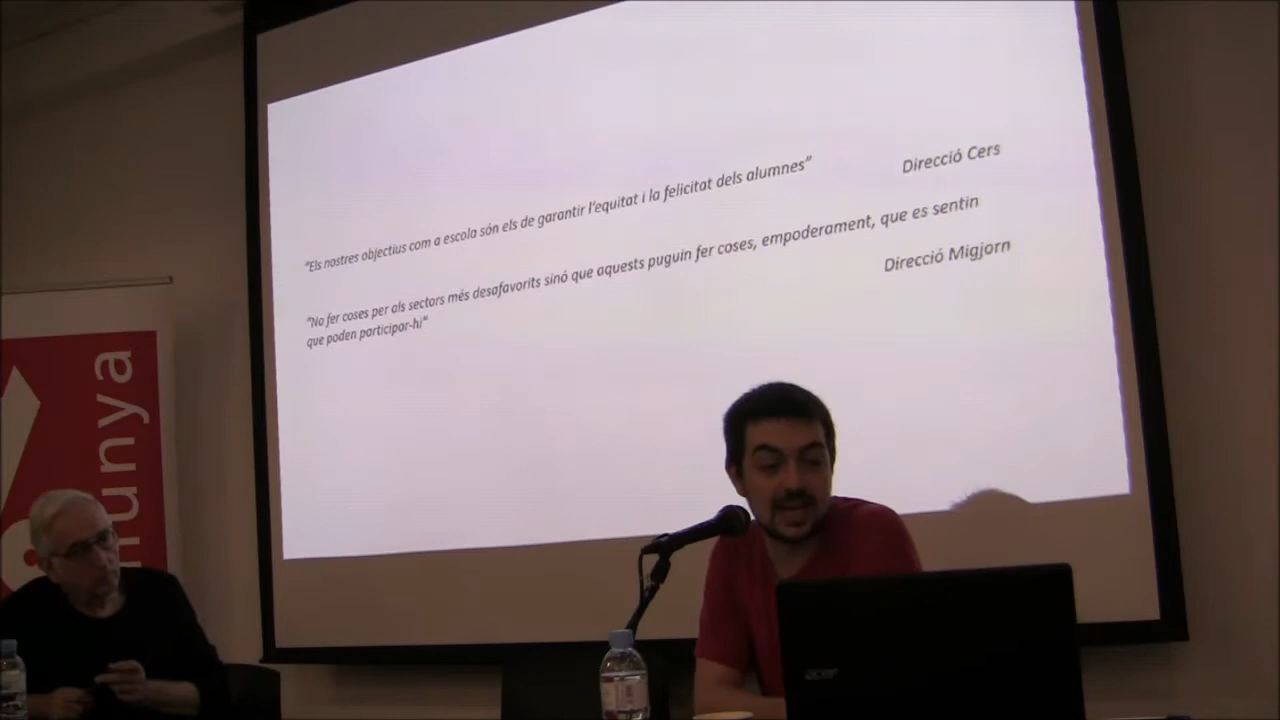 "Els nostres objectius com a escola són els de garantir l'equitat i la felicitat dels alumnes"
Direcció Cers
"No fer coses per als sectors més desafavorits sinó que aquests puguin fer coses, empoderament, que es sentin
que poden participar-hi"
Direcció Migjorn
munya
acer